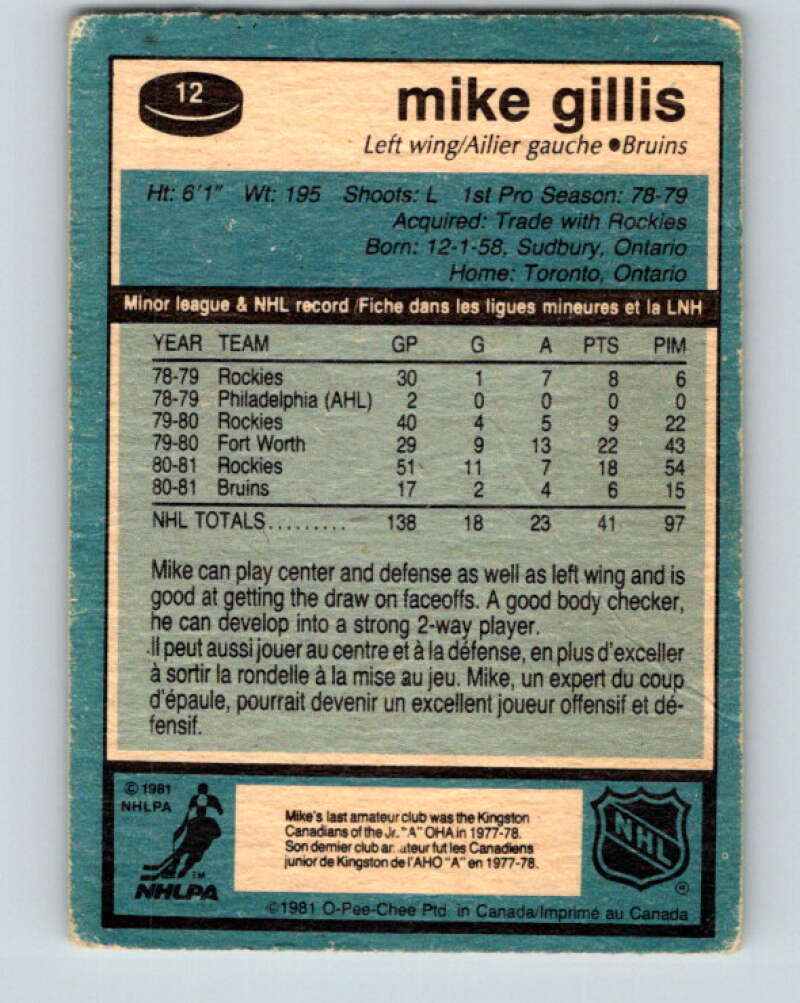 12
mike gillis
Left wing/Ailier gauche •Bruins
Ht: 6'1" Wt: 195 Shoots: L 1st Pro Season: 78-79
Acquired: Trade with Rockies
Born: 12-1-58, Sudbury, Ontario
Home: Toronto, Ontario
Minor league & NHL record/Fiche dans les ligues mineures et la LNH
YEAR TEAM GP G A PTS PIM
78-79 Rockies 30 1 7 8 6
78-79 Philadelphia (AHL) 2 0 0 0 0
79-80 Rockies 40 4 5 9 22
79-80 Fort Worth 29 9 13 22 43
80-81 Rockies 51 11 7 18 54
80-81 Bruins 17 2 4 6 15
NHL TOTALS......... 138 18 23 41 97
Mike can play center and defense as well as left wing and is
good at getting the draw on faceoffs. A good body checker,
he can develop into a strong 2-way player.
Il peut aussi jouer au centre et à la défense, en plus d'exceller
à sortir la rondelle à la mise au jeu. Mike, un expert du coup
d'épaule, pourrait devenir un excellent joueur offensif et dé-
fensif.
© 1981
NHLPA
TM
NHLPA
Mike's last amateur club was the Kingston
Canadians of the Jr. "A" OHA in 1977-78.
Son dernier club amateur fut les Canadiens
junior de Kingston de l'AHO "A" en 1977-78.
NHL
®
©1981 O-Pee-Chee Ptd. in Canada/Imprimé au Canada